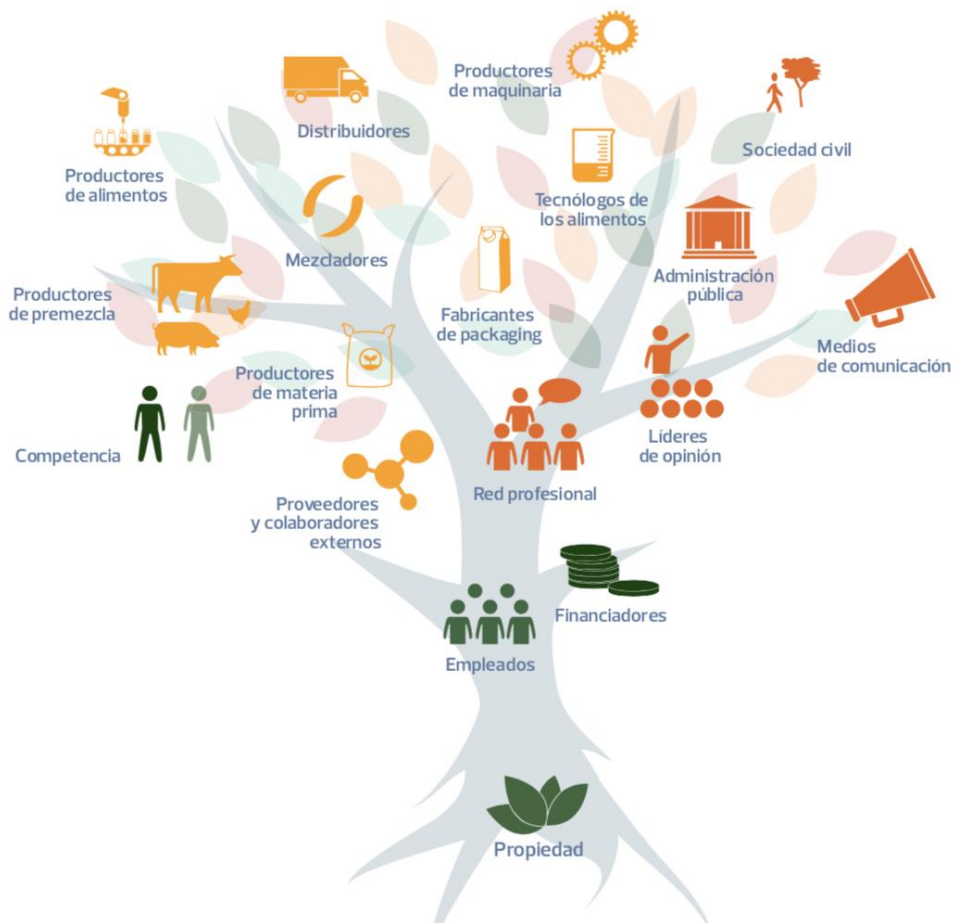 Productores
de maquinaria
Distribuidores
Sociedad civil
Productores
de alimentos
Tecnólogos de
los alimentos
Mezcladores
Administración
pública
Productores
de premezcla
Fabricantes
de packaging
Medios
de comunicación
Productores
de materia
prima
Competencia
Líderes
de opinión
Red profesional
Proveedores
y colaboradores
externos
Financiadores
Empleados
Propiedad